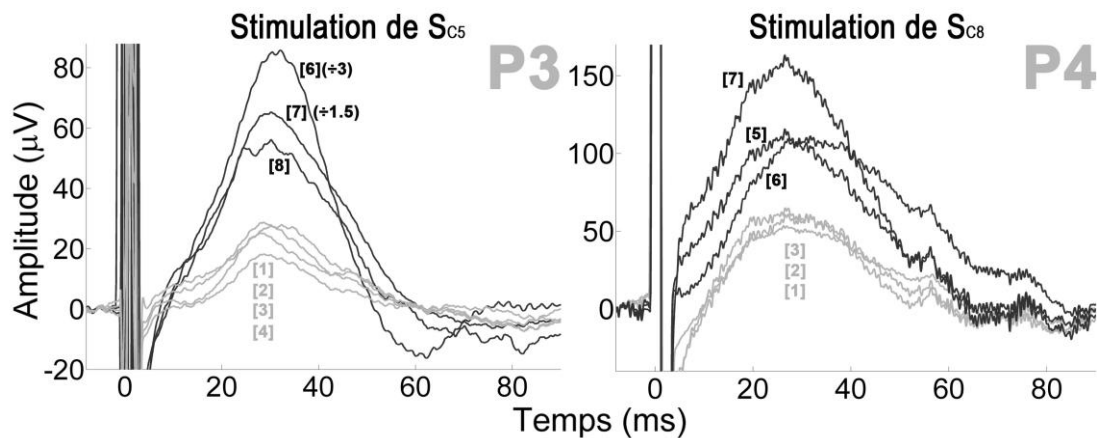 Stimulation de SC5
Stimulation de SC8
P3
P4
Amplitude (μV)
80
60
40
20
0
-20
[6](÷3)
[7] (÷1.5)
[8]
[1]
[2]
[3]
[4]
0 20 40 60 80
150
100
50
0
[7]
[5]
[6]
[3]
[2]
[1]
0 20 40 60 80
Temps (ms)